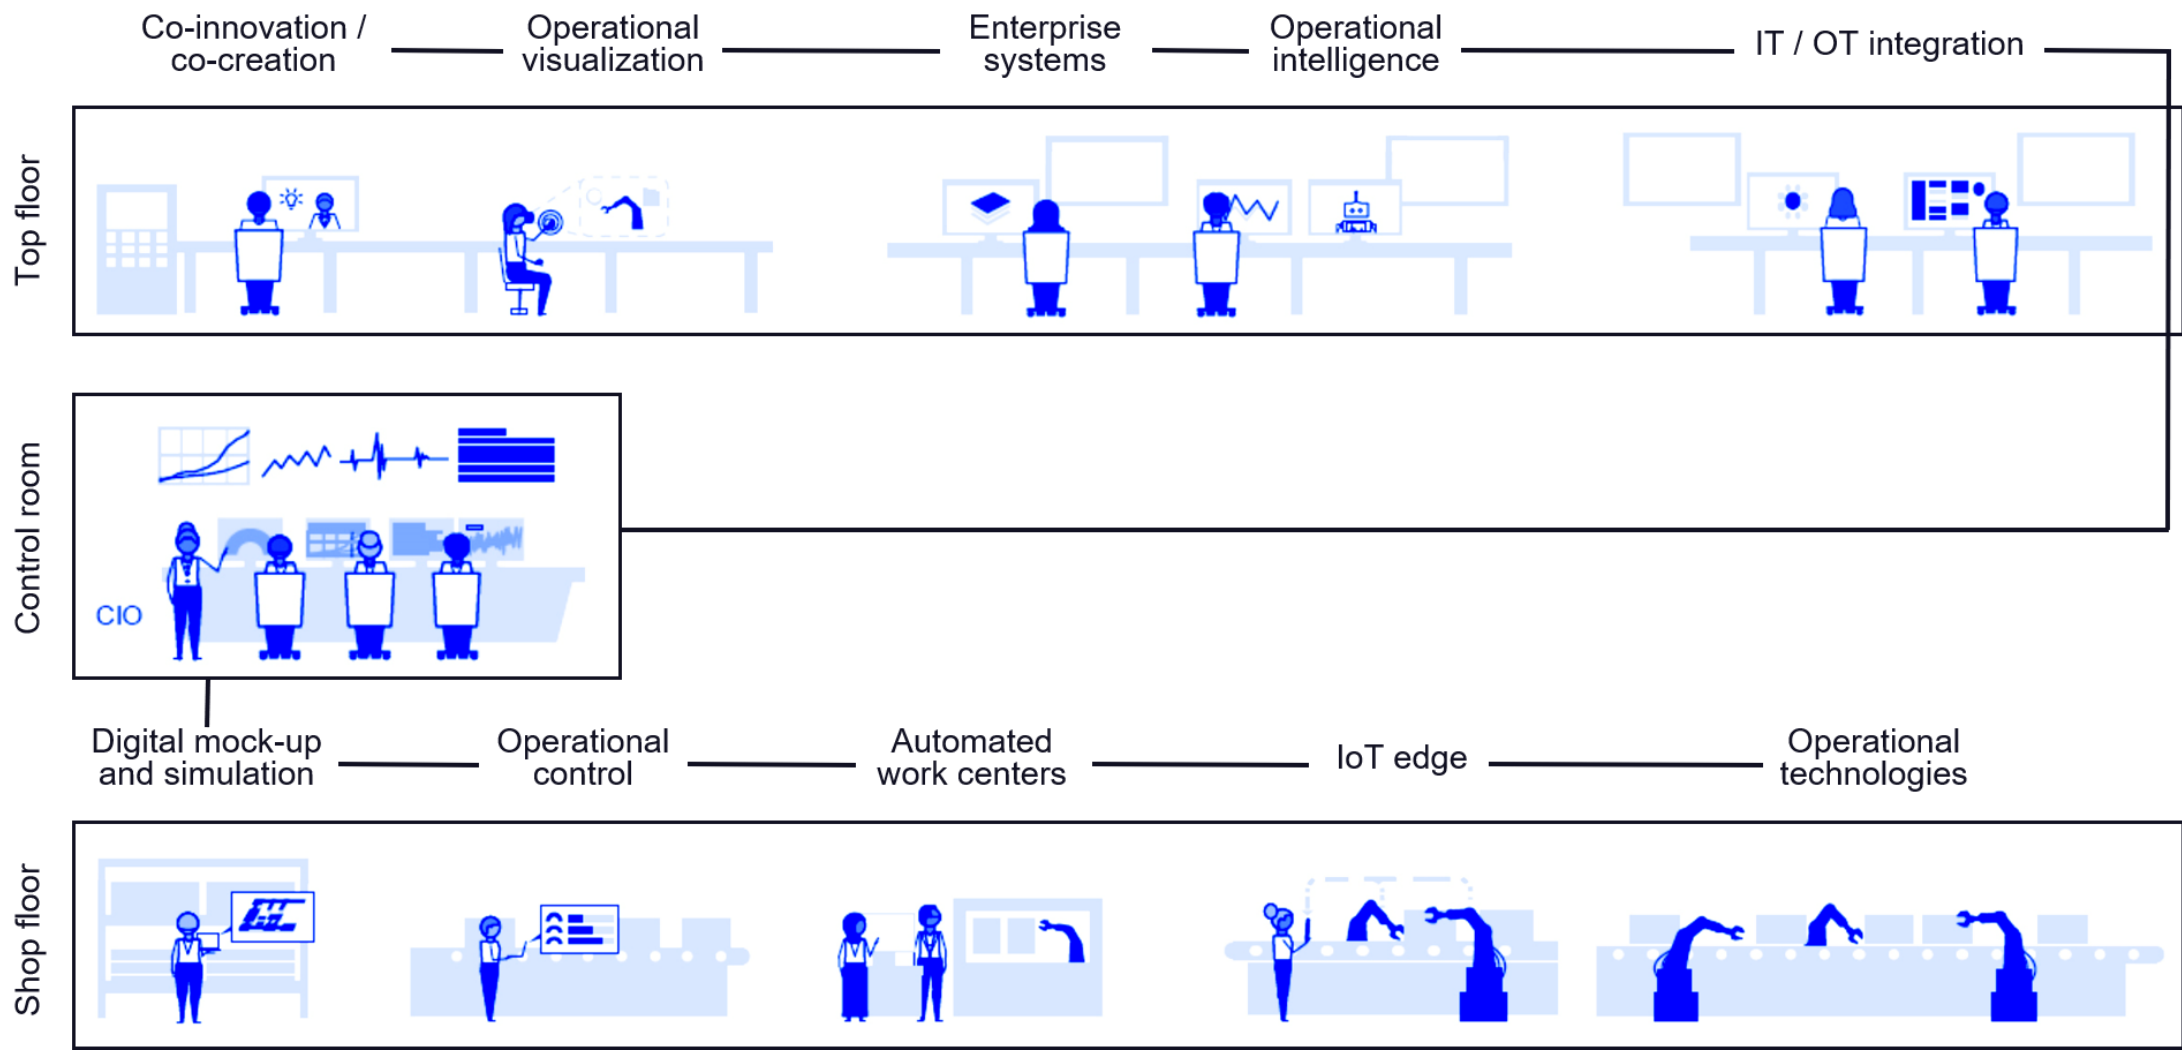 Co-innovation /
co-creation
Operational
visualization
Enterprise
systems
Operational
intelligence
IT / OT integration
Top floor
Control room
CIO
Digital mock-up
and simulation
Operational
control
Automated
work centers
IoT edge
Operational
technologies
Shop floor